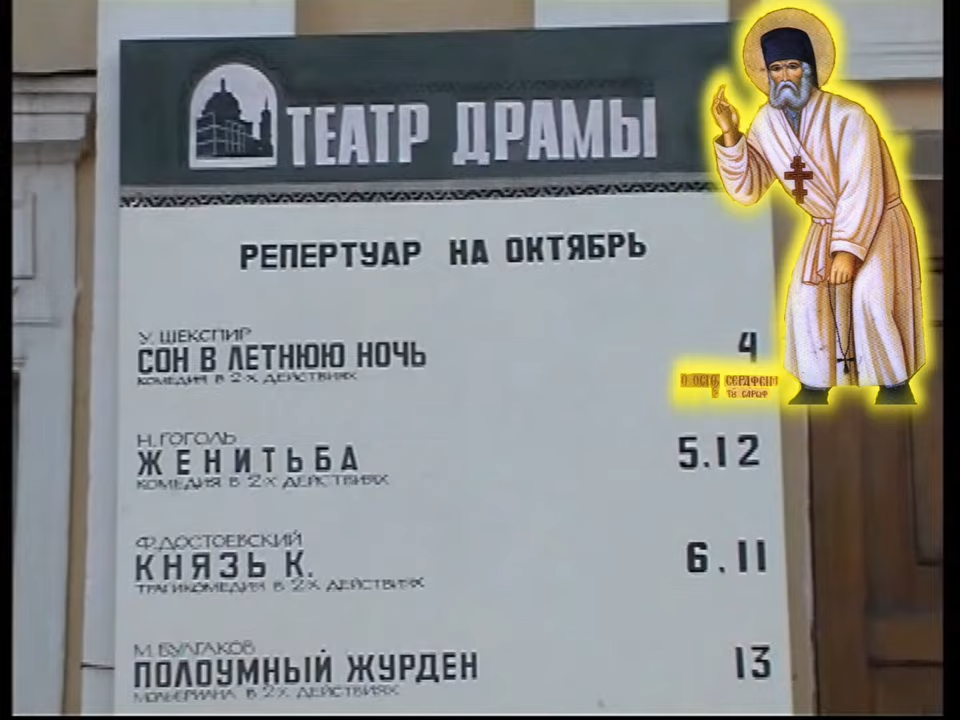 ТЕАТР ДРАМЫ
РЕПЕРТУАР НА ОКТЯБРЬ
У. ШЕКСПИР
СОН В ЛЕТНЮЮ НОЧЬ 4
КОМЕДИЯ В 2-Х ДЕЙСТВИЯХ
Н. ГОГОЛЬ
ЖЕНИТЬБА 5.12
КОМЕДИЯ В 2-Х ДЕЙСТВИЯХ
Ф.ДОСТОЕВСКИЙ
КНЯЗЬ К. 6.11
ТРАГИКОМЕДИЯ В 2-Х ДЕЙСТВИЯХ
М. БУЛГАКОВ
ПОЛОУМНЫЙ ЖУРДЕН 13
МОЛЬЕРИАНА В 2-Х ДЕЙСТВИЯХ